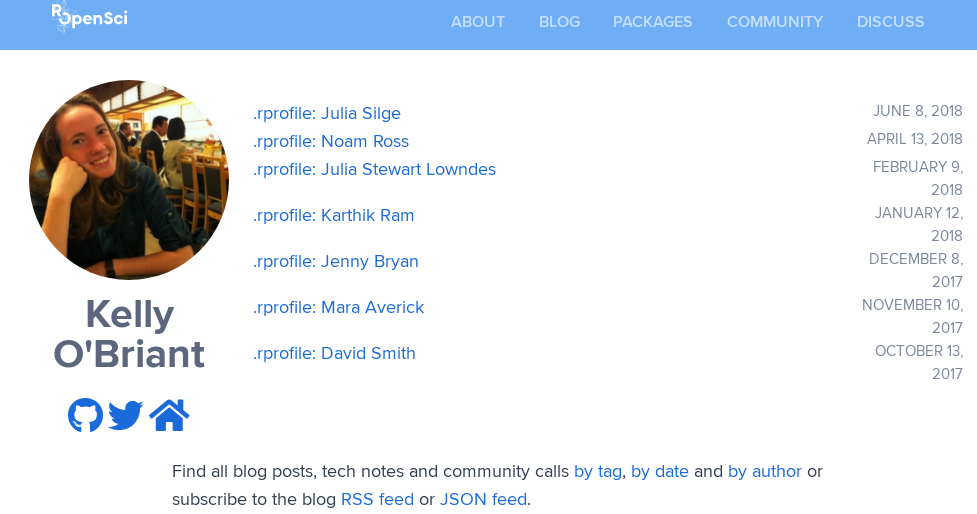 ROpenSci
ABOUT BLOG PACKAGES COMMUNITY DISCUSS
.rprofile: Julia Silge JUNE 8, 2018
.rprofile: Noam Ross APRIL 13, 2018
.rprofile: Julia Stewart Lowndes FEBRUARY 9,
2018
.rprofile: Karthik Ram JANUARY 12,
2018
.rprofile: Jenny Bryan DECEMBER 8,
2017
.rprofile: Mara Averick NOVEMBER 10,
2017
.rprofile: David Smith OCTOBER 13,
2017
Kelly
O'Briant
Find all blog posts, tech notes and community calls by tag, by date and by author or
subscribe to the blog RSS feed or JSON feed.